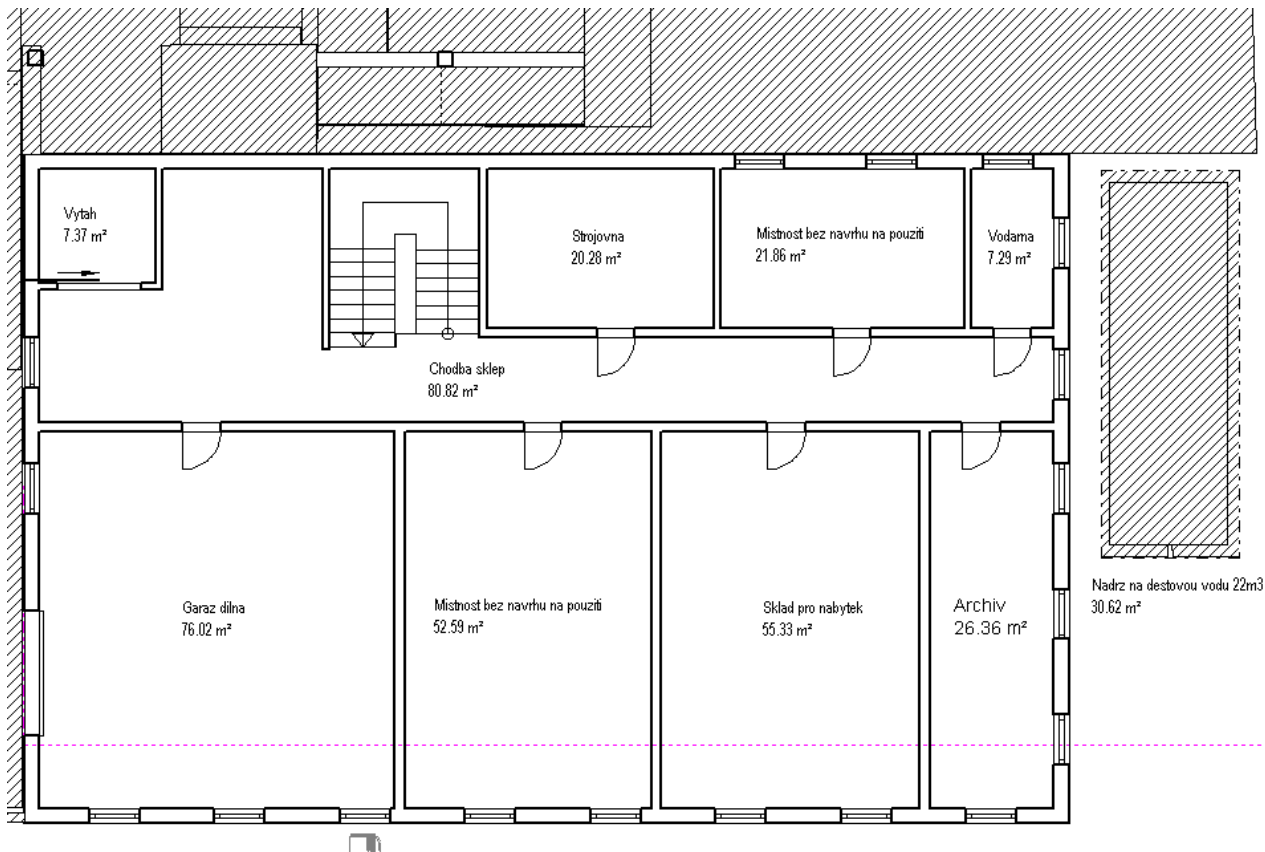 Vytah
7.37 m²
Strojovna
20.28 m²
Mistnost bez navrhu na pouziti
21.86 m²
Vodarna
7.29 m²
Chodba sklep
80.82 m²
Garaz dilna
76.02 m²
Mistnost bez navrhu na pouziti
52.59 m²
Sklad pro nabytek
55.33 m²
Archiv
26.36 m²
Nadrz na destovou vodu 22m3
30.62 m²